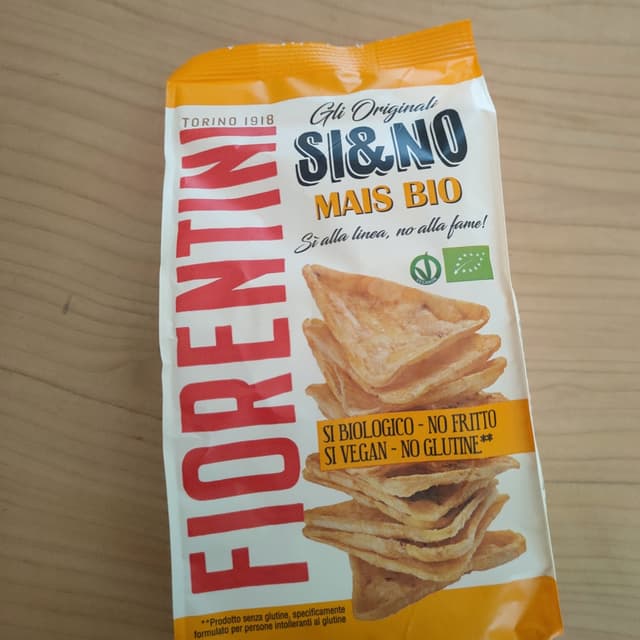 TORINO 1918
FIORENTINI
Gli Originali
SI&NO
MAIS BIO
Sì alla linea, no alla fame!
SI BIOLOGICO - NO FRITTO
SI VEGAN - NO GLUTINE**
**Prodotto senza glutine, specificamente
formulato per persone intolleranti al glutine